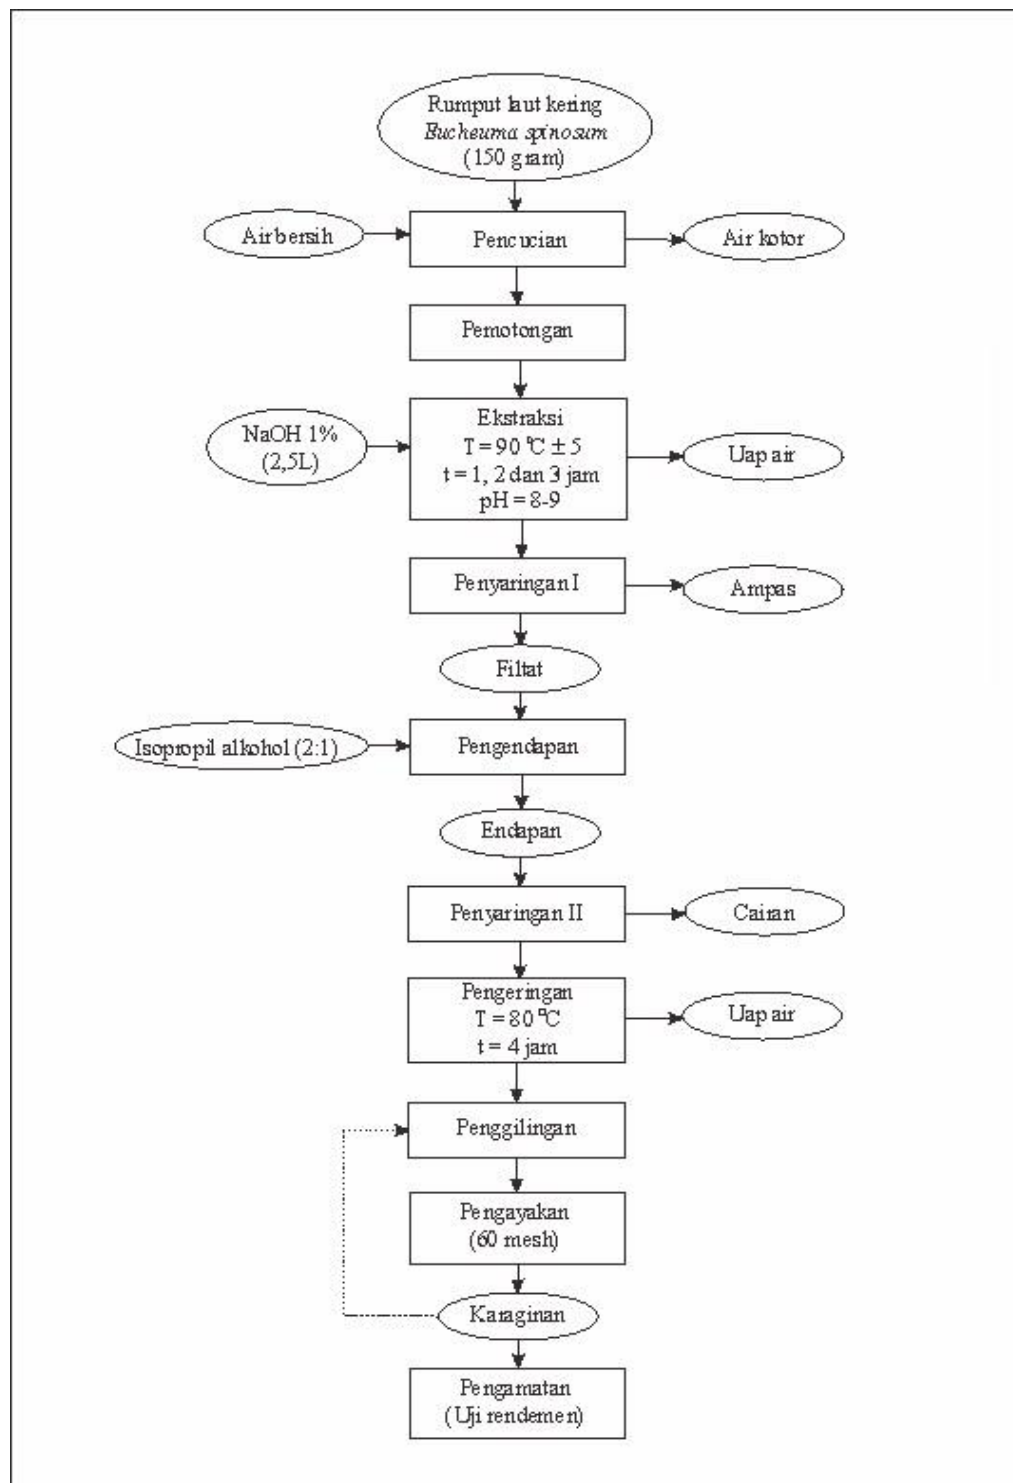 Rumput laut kering
Eucheuma spinosum
(150 gram)
Air bersih
Pencucian
Air kotor
Pemotongan
NaOH 1%
(2,5L)
Ekstraksi
T = 90 °C ± 5
t = 1, 2 dan 3 jam
pH = 8-9
Uap air
Penyaringan I
Ampas
Filtat
Isopropil alkohol (2:1)
Pengendapan
Endapan
Penyaringan II
Cairan
Pengeringan
T = 80 °C
t = 4 jam
Uap air
Penggilingan
Pengayakan
(60 mesh)
Karaginan
Pengamatan
(Uji rendemen)